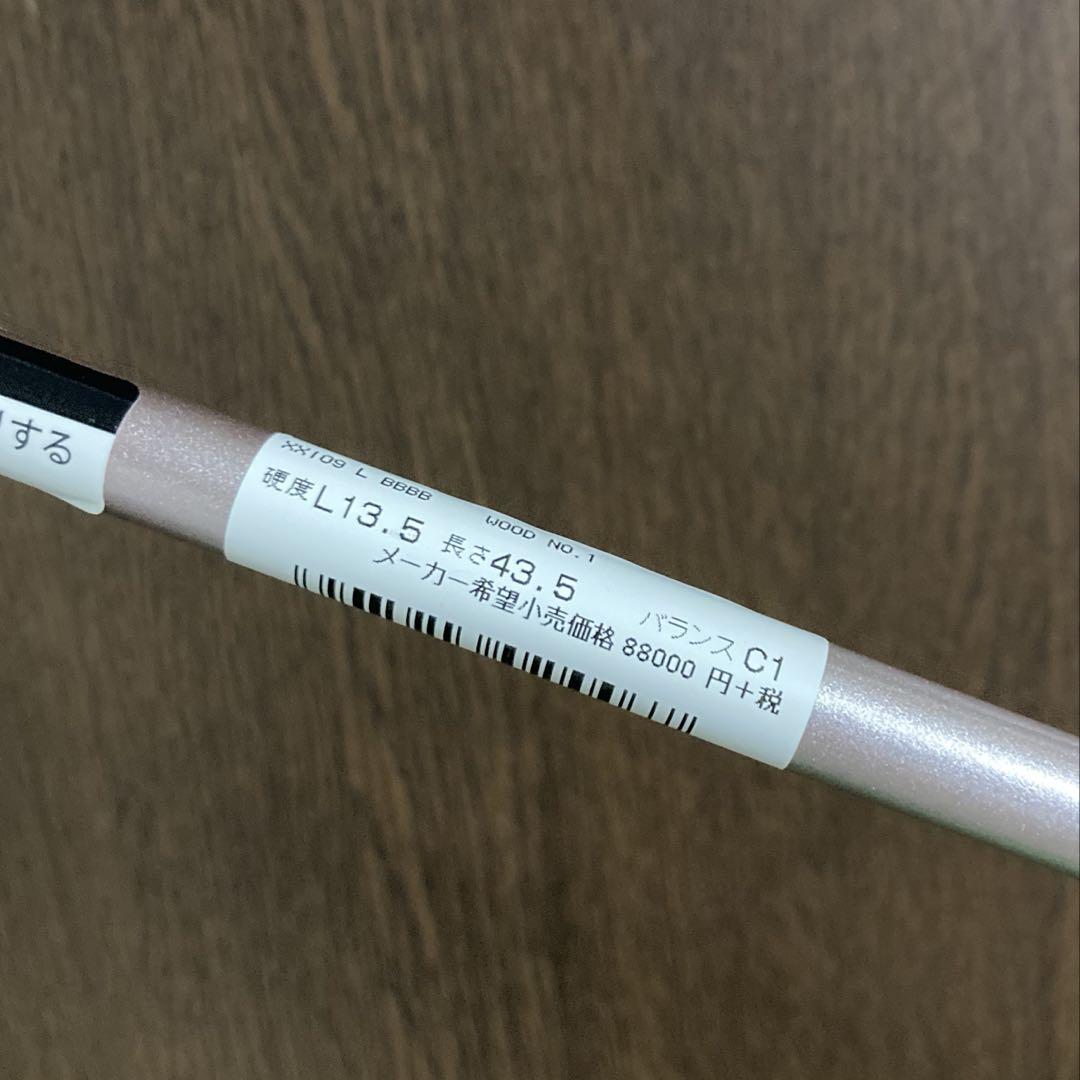 する
XXIO9 L BBBB WOOD NO.1
硬度L13.5 長さ43.5 バランスC1
メーカー希望小売価格 88000 円+税